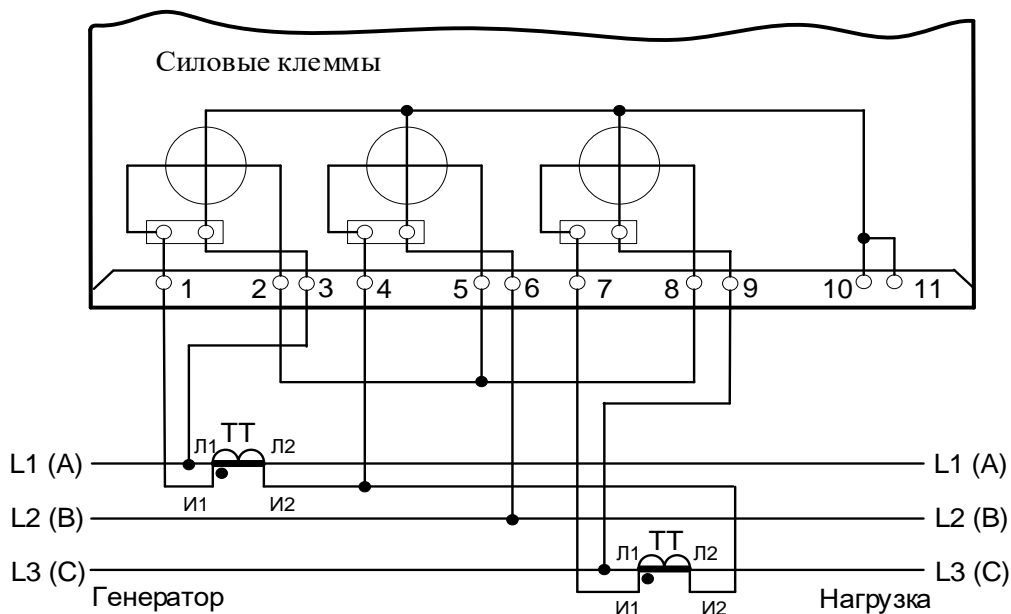 Силовые клеммы
1 2 3 4 5 6 7 8 9 10 11
Л1 ТТ Л2
L1 (A) L1 (A)
И1 И2
L2 (B) L2 (B)
Л1 ТТ Л2
L3 (C) L3 (C)
Генератор И1 И2 Нагрузка